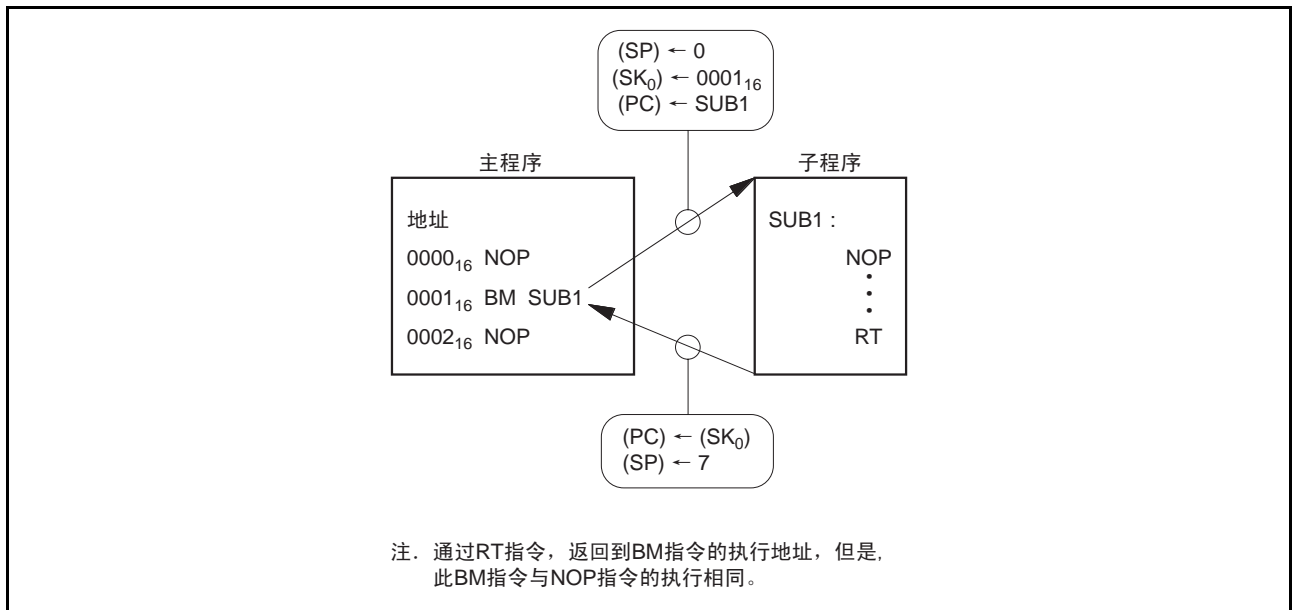 (SP) ← 0
(SK₀) ← 0001₁₆
(PC) ← SUB1
主程序
地址
0000₁₆ NOP
0001₁₆ BM SUB1
0002₁₆ NOP
子程序
SUB1 :
NOP
•
•
•
RT
(PC) ← (SK₀)
(SP) ← 7
注．通过RT指令，返回到BM指令的执行地址，但是,
此BM指令与NOP指令的执行相同。